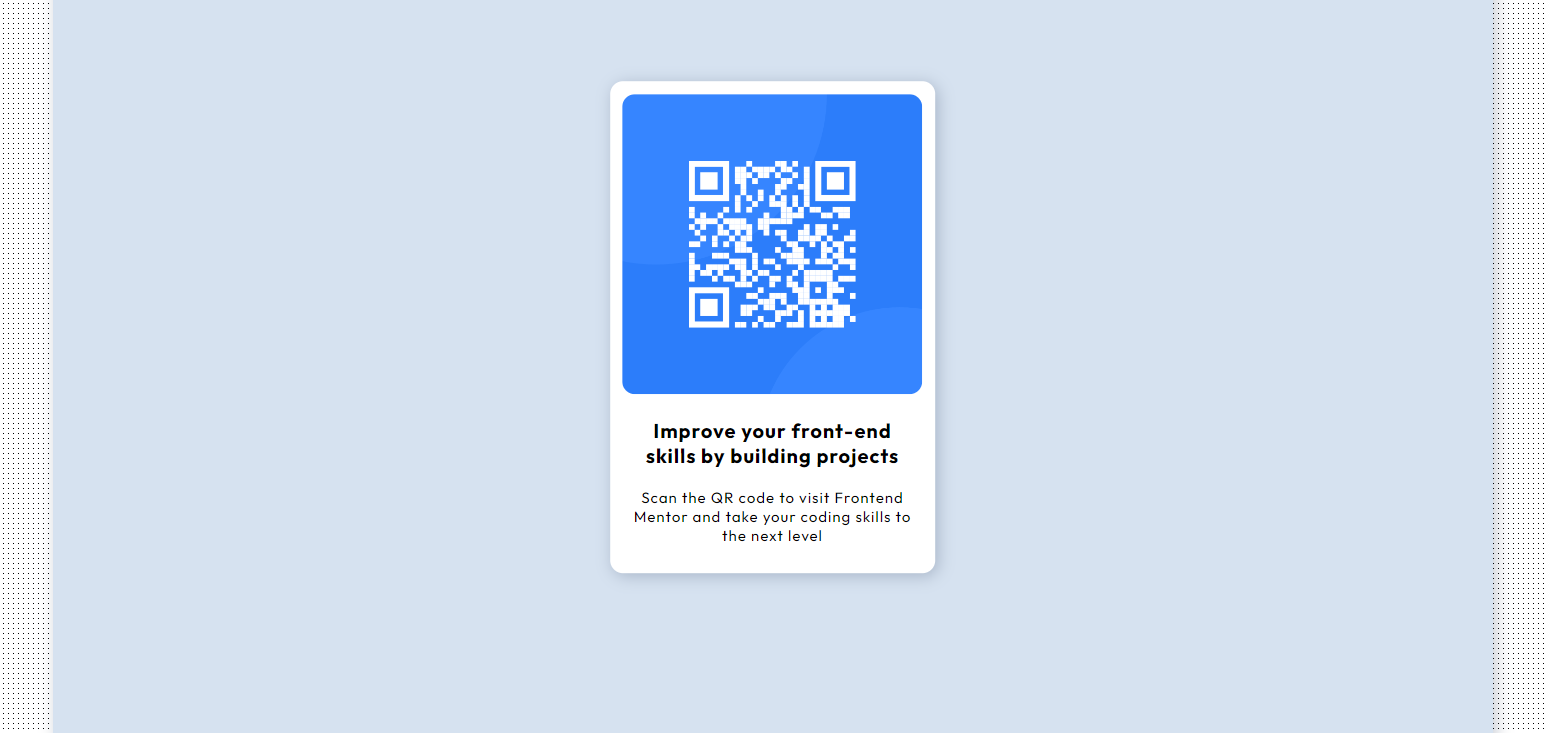 Improve your front-end
skills by building projects
Scan the QR code to visit Frontend
Mentor and take your coding skills to
the next level